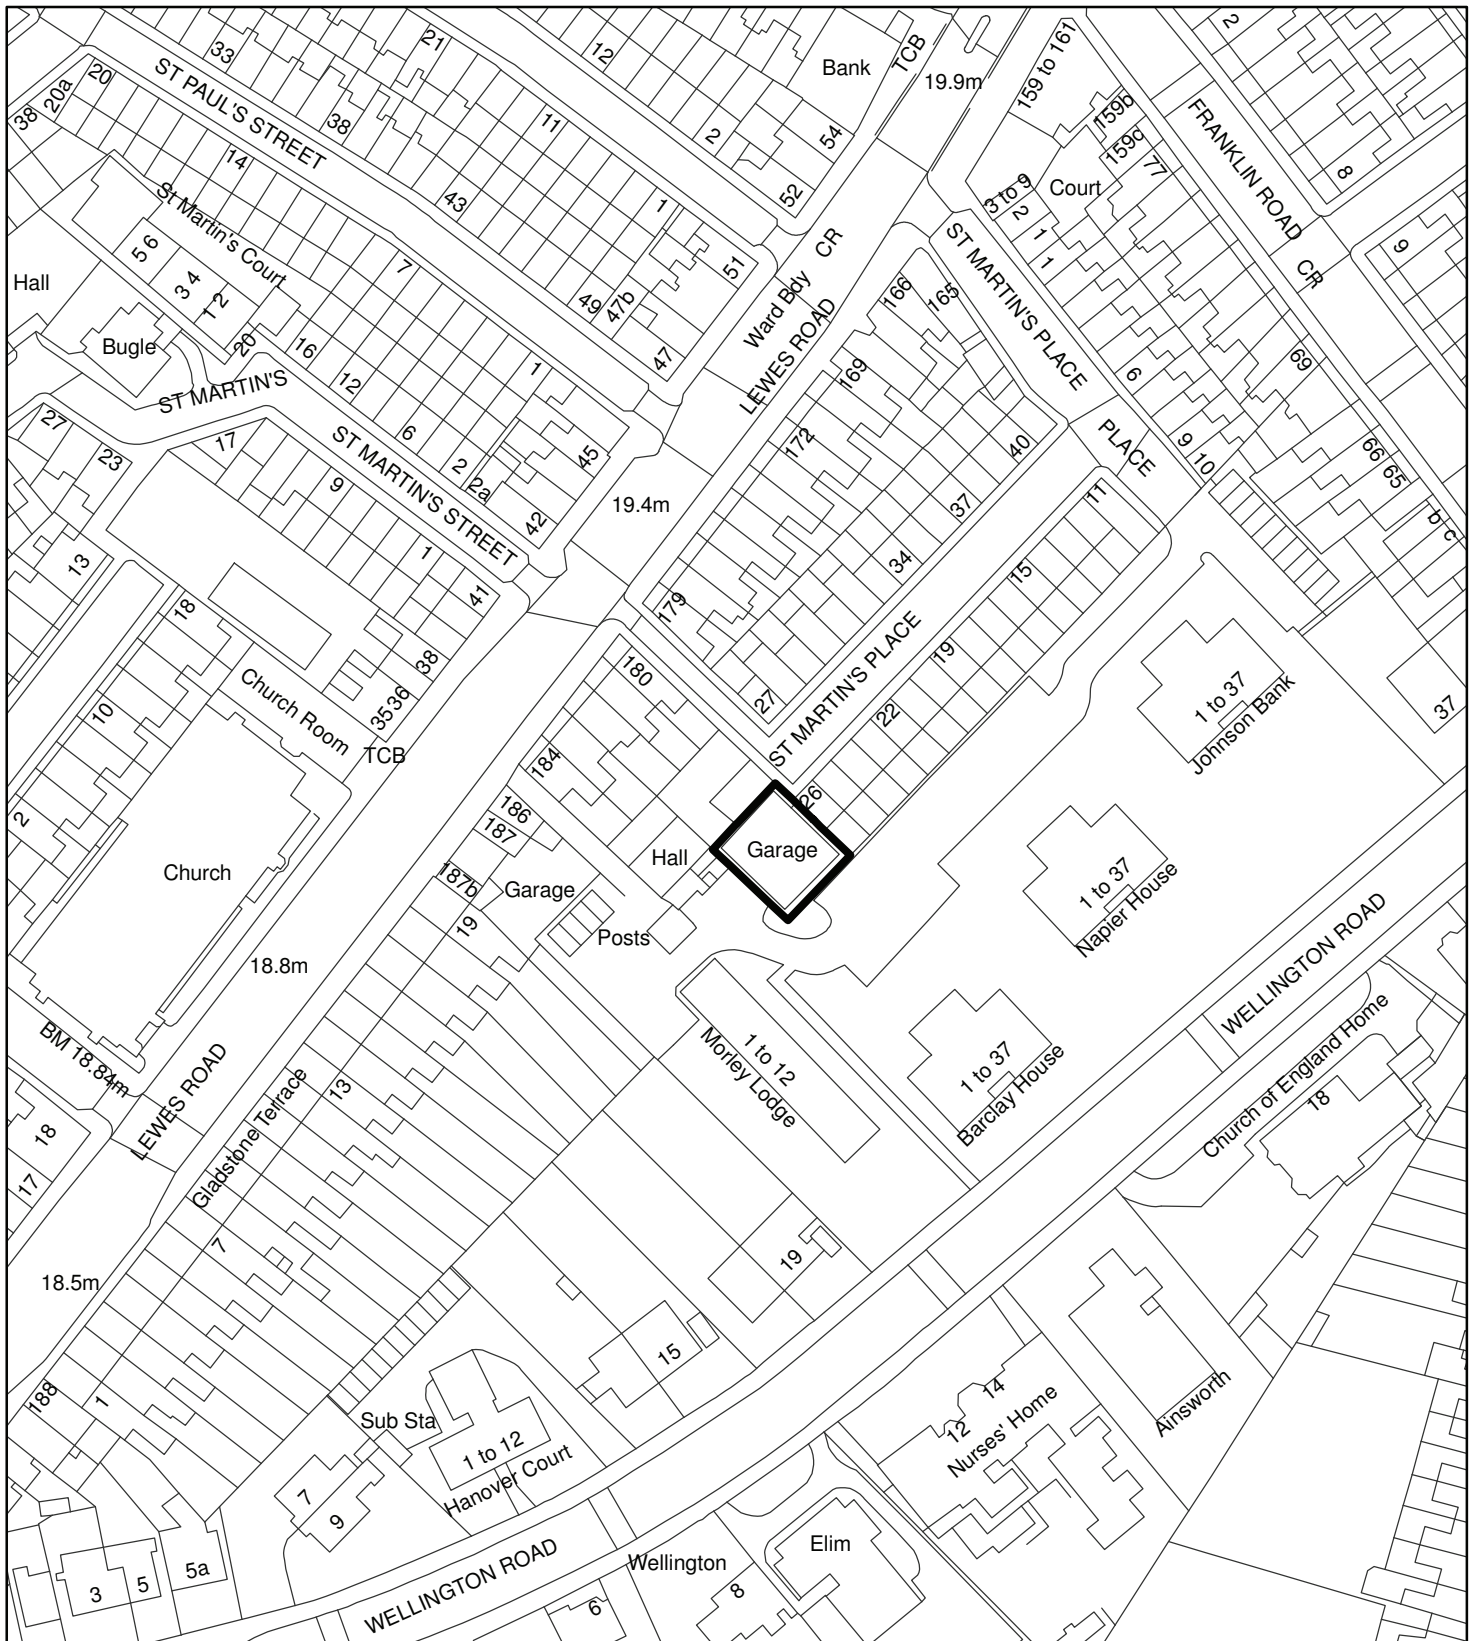 33
21
12
Bank
TCB
19.9m
159 to 161
2
20
20a
38
ST PAUL'S STREET
38
11
2
54
159b
159c
77
FRANKLIN ROAD
8
14
43
52
3 to 9
2
1
1
Court
St Martin's Court
5 6
3 4
1 2
7
1
51
CR
Ward Bdy
LEWES ROAD
166
165
ST MARTIN'S PLACE
CR
9
Hall
Bugle
20
16
12
49
47b
47
1
169
6
69
ST MARTIN'S
ST MARTIN'S STREET
27
23
17
9
6
2
2a
45
42
172
40
37
34
PLACE
9
10
66
65
b
c
19.4m
11
15
13
18
1
41
38
36
35
179
27
ST MARTIN'S PLACE
19
22
26
1 to 37
Johnson Bank
37
10
2
Church Room
TCB
180
184
186
187
187b
Garage
Hall
Garage
Posts
Church
19
1 to 37
Napier House
18.8m
WELLINGTON ROAD
BM 18.84m
LEWES ROAD
18
17
Gladstone Terrace
13
1 to 12
Morley Lodge
1 to 37
Barclay House
Church of England Home
18
7
18.5m
19
15
188
1
Sub Sta
1 to 12
Hanover Court
7
9
12
14
Nurses' Home
Ainsworth
3
5
5a
WELLINGTON ROAD
Wellington
6
8
Elim